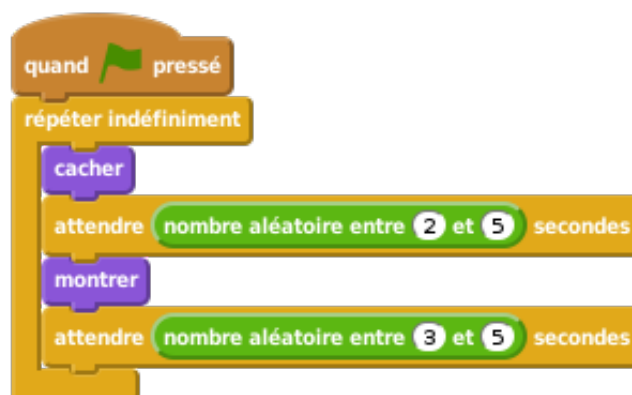 quand pressé
répéter indéfiniment
cacher
attendre nombre aléatoire entre 2 et 5 secondes
montrer
attendre nombre aléatoire entre 3 et 5 secondes